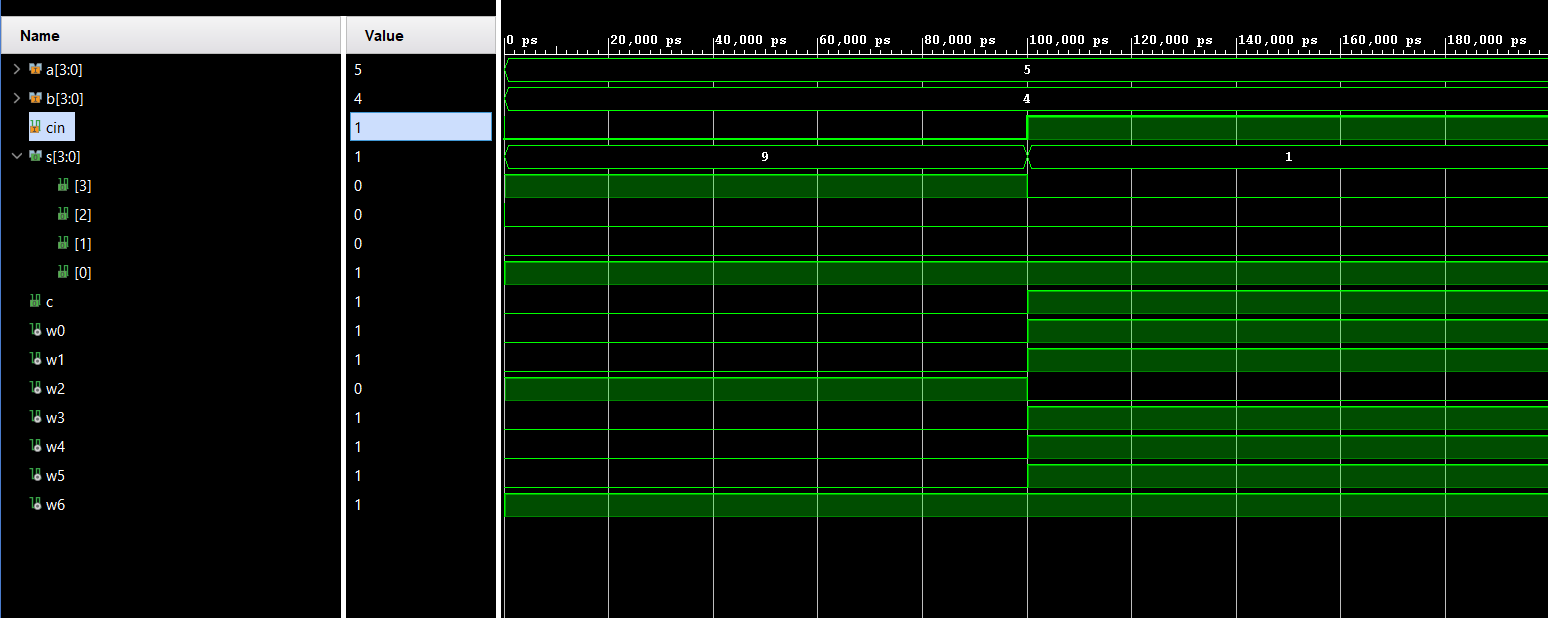 Name Value
0 ps 20,000 ps 40,000 ps 60,000 ps 80,000 ps 100,000 ps 120,000 ps 140,000 ps 160,000 ps 180,000 ps
a[3:0] 5 5
b[3:0] 4 4
cin 1
s[3:0] 1 9 1
[3] 0
[2] 0
[1] 0
[0] 1
c 1
w0 1
w1 1
w2 0
w3 1
w4 1
w5 1
w6 1